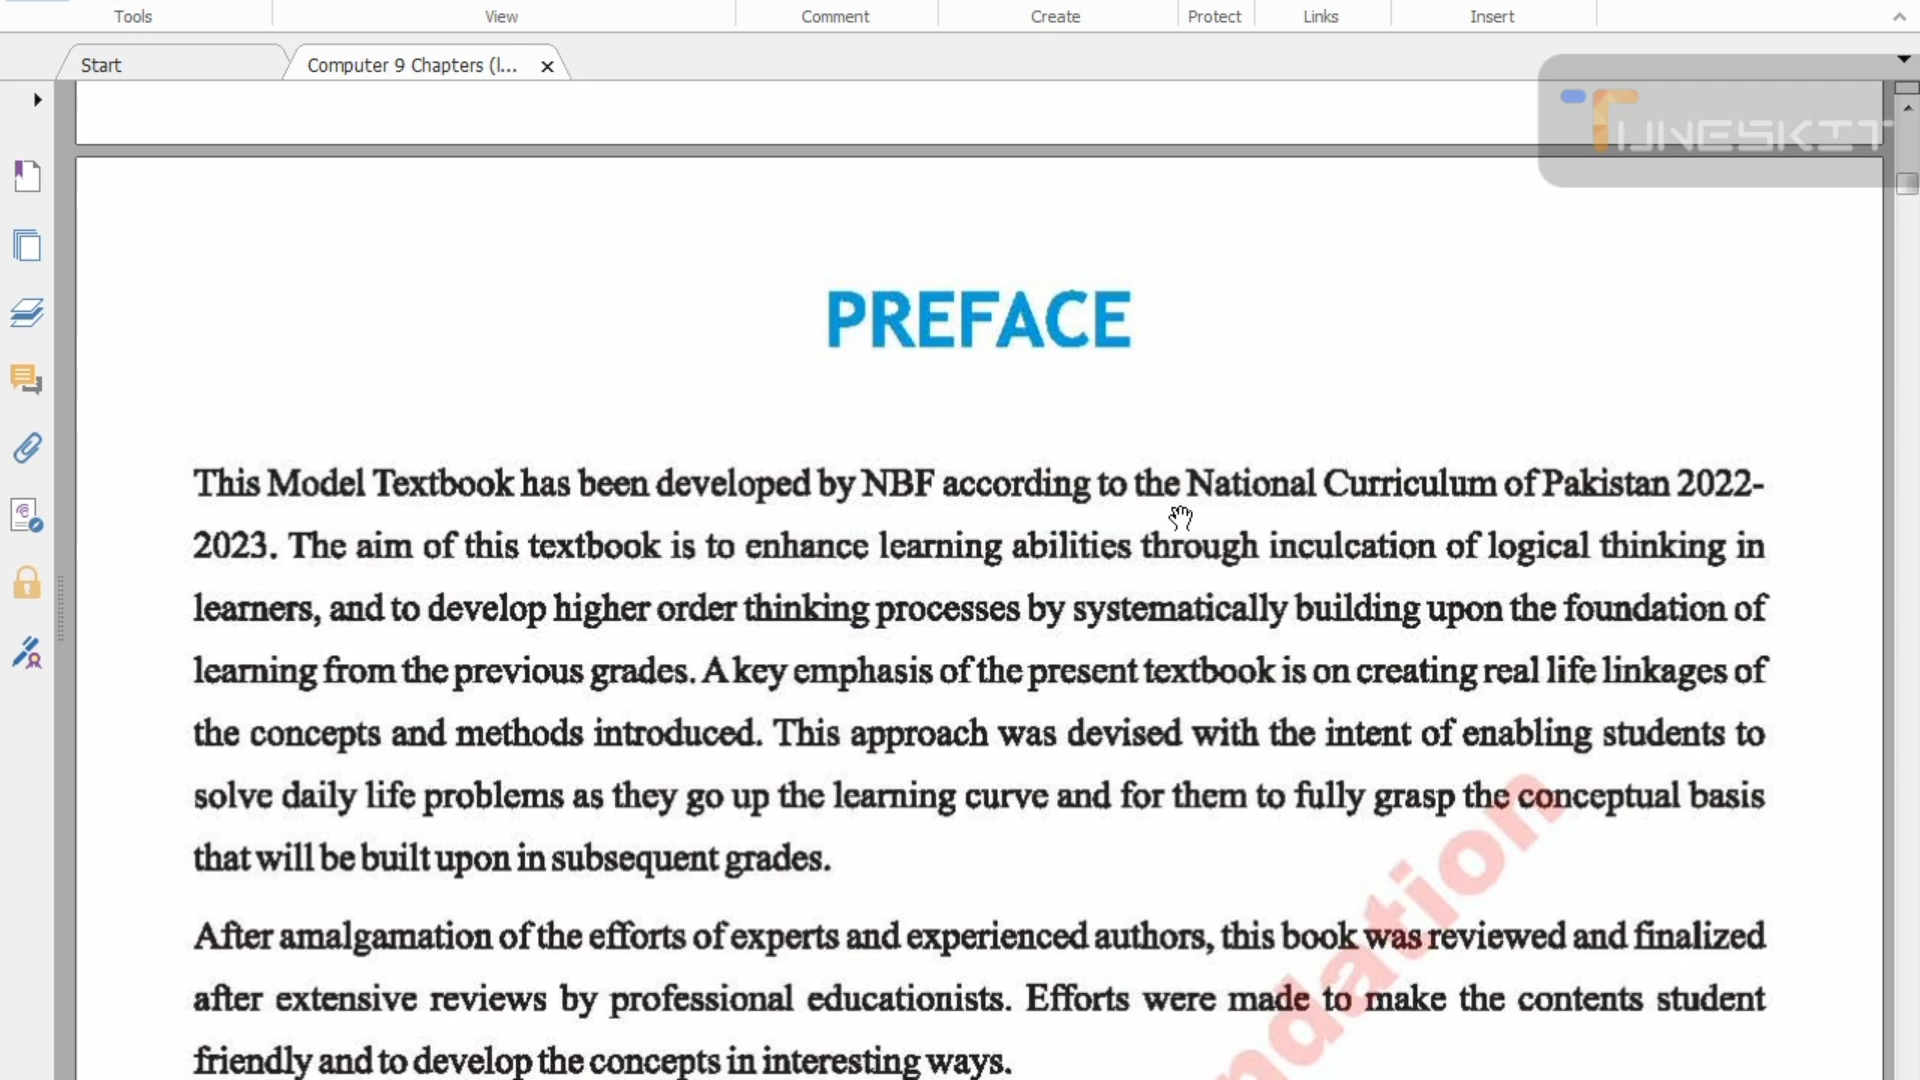 Tools View Comment Create Protect Links Insert
Start Computer 9 Chapters (l...
TUNESKIT
PREFACE
This Model Textbook has been developed by NBF according to the National Curriculum of Pakistan 2022-
2023. The aim of this textbook is to enhance learning abilities through inculcation of logical thinking in
learners, and to develop higher order thinking processes by systematically building upon the foundation of
learning from the previous grades. A key emphasis of the present textbook is on creating real life linkages of
the concepts and methods introduced. This approach was devised with the intent of enabling students to
solve daily life problems as they go up the learning curve and for them to fully grasp the conceptual basis
that will be built upon in subsequent grades.
After amalgamation of the efforts of experts and experienced authors, this book was reviewed and finalized
after extensive reviews by professional educationists. Efforts were made to make the contents student
friendly and to develop the concepts in interesting ways.
ndation